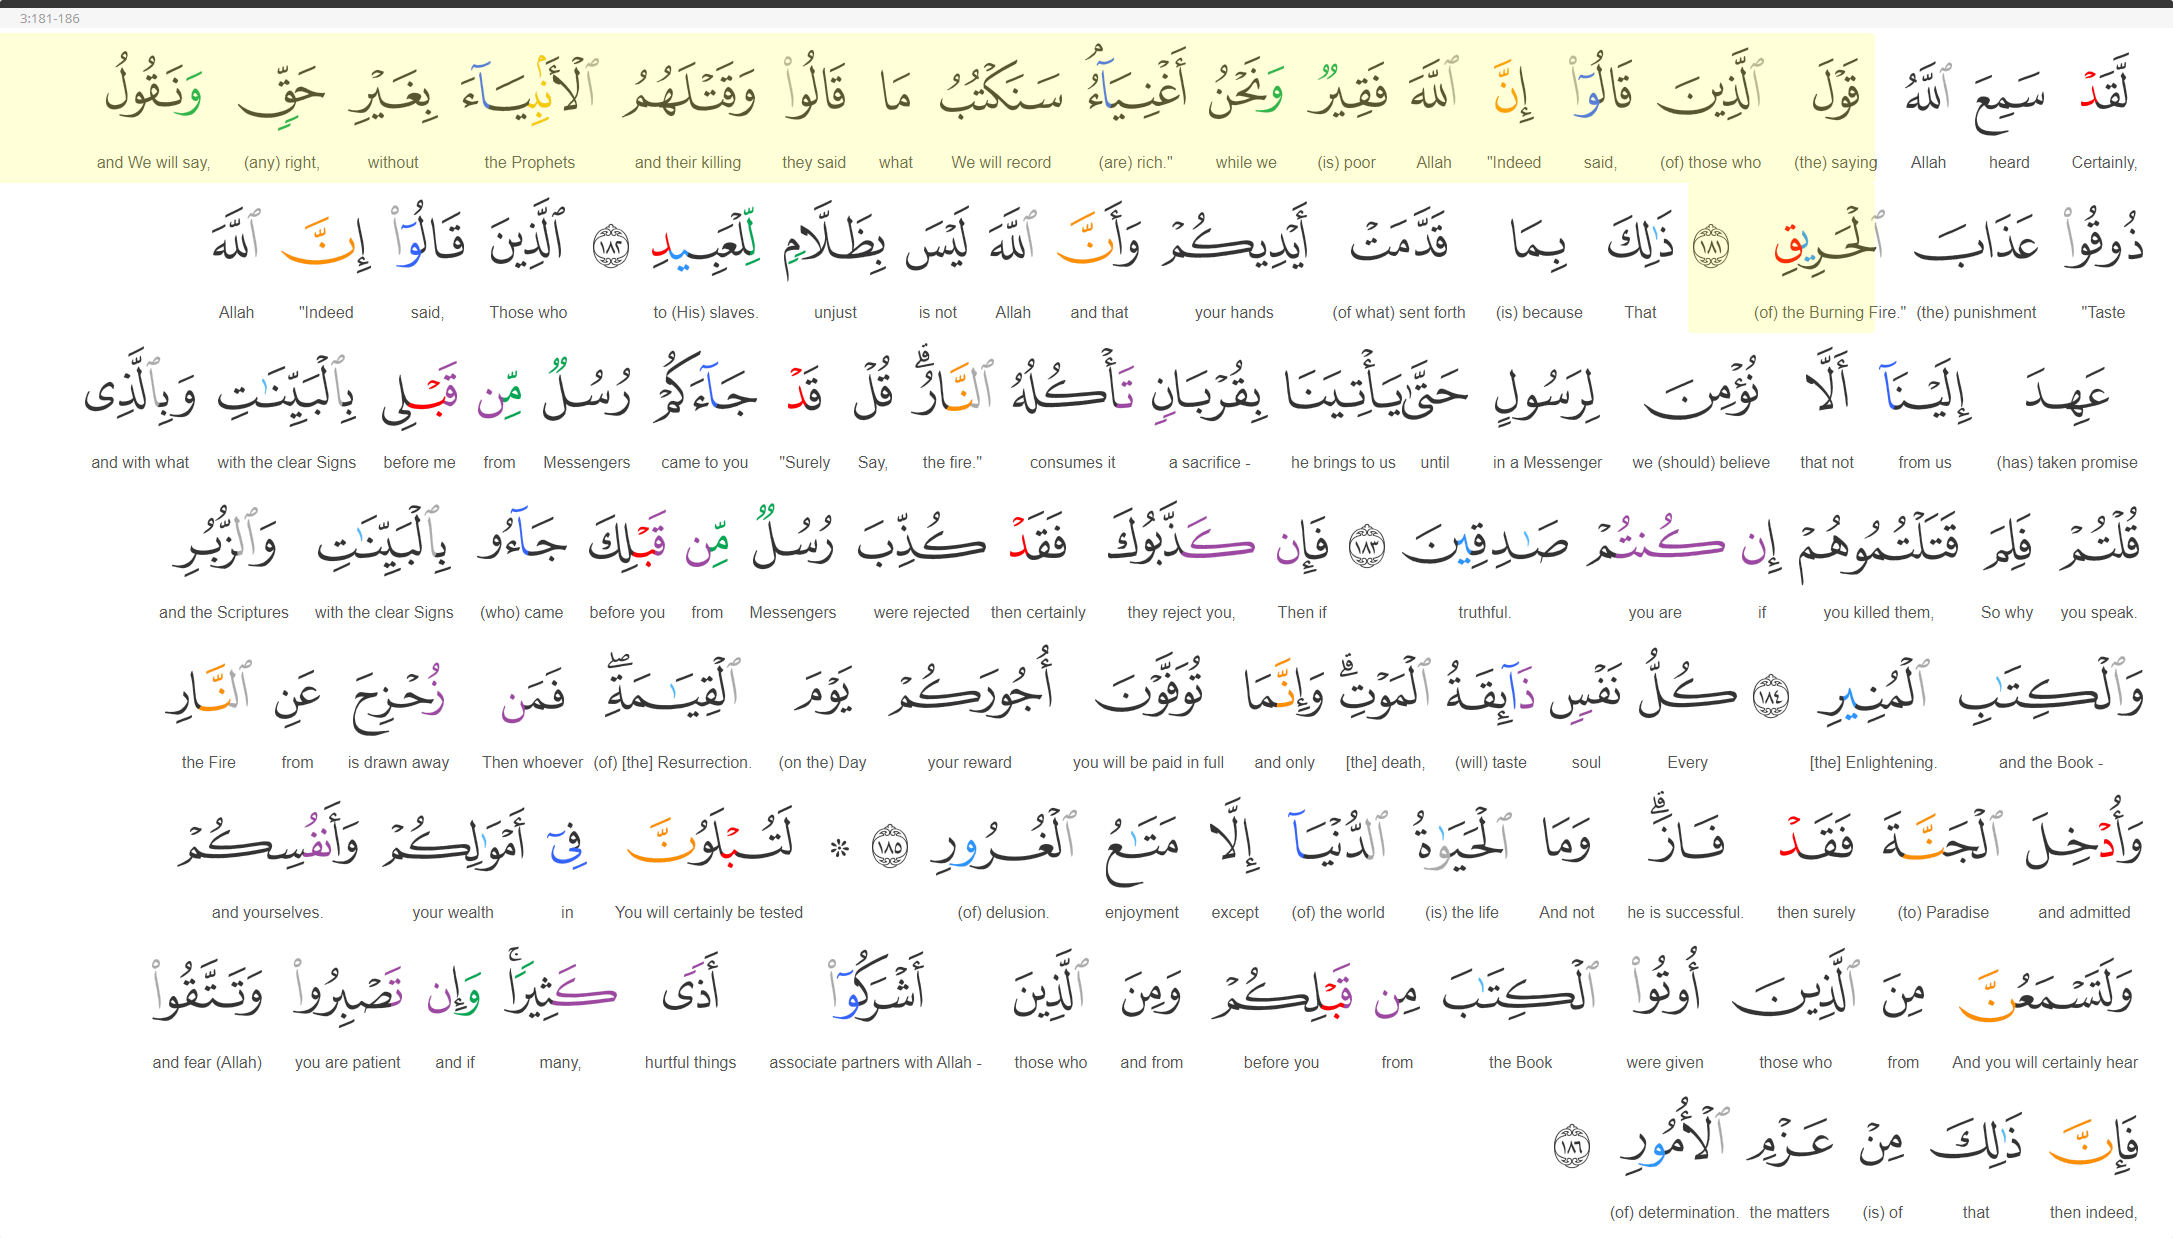 3:181-186
لَّقَدْ سَمِعَ ٱللَّهُ قَوْلَ ٱلَّذِينَ قَالُوٓا۟ إِنَّ ٱللَّهَ فَقِيرٌ وَنَحْنُ أَغْنِيَآءُ ۘ سَنَكْتُبُ مَا قَالُوا۟ وَقَتْلَهُمُ ٱلْأَنۢبِيَآءَ بِغَيْرِ حَقٍّ وَنَقُولُ
Certainly, heard Allah (the) saying (of) those who said, "Indeed Allah (is) poor while we (are) rich." We will record what they said and their killing the Prophets without (any) right, and We will say,
ذُوقُوا۟ عَذَابَ ٱلْحَرِيقِ ١٨١ ذَٰلِكَ بِمَا قَدَّمَتْ أَيْدِيكُمْ وَأَنَّ ٱللَّهَ لَيْسَ بِظَلَّامٍ لِّلْعَبِيدِ ١٨٢ ٱلَّذِينَ قَالُوٓا۟ إِنَّ ٱللَّهَ
"Taste (the) punishment (of) the Burning Fire." That (is) because (of what) sent forth your hands and that Allah is not unjust to (His) slaves. Those who said, "Indeed Allah
عَهِدَ إِلَيْنَآ أَلَّا نُؤْمِنَ لِرَسُولٍ حَتَّىٰ يَأْتِيَنَا بِقُرْبَانٍ تَأْكُلُهُ ٱلنَّارُ ۗ قُلْ قَدْ جَآءَكُمْ رُسُلٌ مِّن قَبْلِى بِٱلْبَيِّنَـٰتِ وَبِٱلَّذِى
(has) taken promise from us that not we (should) believe in a Messenger until he brings to us a sacrifice - consumes it the fire." Say, "Surely came to you Messengers from before me with the clear Signs and with what
قُلْتُمْ فَلِمَ قَتَلْتُمُوهُمْ إِن كُنتُمْ صَـٰدِقِينَ ١٨٣ فَإِن كَذَّبُوكَ فَقَدْ كُذِّبَ رُسُلٌ مِّن قَبْلِكَ جَآءُو بِٱلْبَيِّنَـٰتِ وَٱلزُّبُرِ
you speak. So why you killed them, if you are truthful. Then if they reject you, then certainly were rejected Messengers from before you (who) came with the clear Signs and the Scriptures
وَٱلْكِتَـٰبِ ٱلْمُنِيرِ ١٨٤ كُلُّ نَفْسٍ ذَآئِقَةُ ٱلْمَوْتِ ۗ وَإِنَّمَا تُوَفَّوْنَ أُجُورَكُمْ يَوْمَ ٱلْقِيَـٰمَةِ ۖ فَمَن زُحْزِحَ عَنِ ٱلنَّارِ
and the Book - [the] Enlightening. Every soul (will) taste [the] death, and only you will be paid in full your reward (on the) Day (of) [the] Resurrection. Then whoever is drawn away from the Fire
وَأُدْخِلَ ٱلْجَنَّةَ فَقَدْ فَازَ ۗ وَمَا ٱلْحَيَوٰةُ ٱلدُّنْيَآ إِلَّا مَتَـٰعُ ٱلْغُرُورِ ١٨٥ ۞ لَتُبْلَوُنَّ فِىٓ أَمْوَٰلِكُمْ وَأَنفُسِكُمْ
and admitted (to) Paradise then surely he is successful. And not (is) the life (of) the world except enjoyment (of) delusion. You will certainly be tested in your wealth and yourselves.
وَلَتَسْمَعُنَّ مِنَ ٱلَّذِينَ أُوتُوا۟ ٱلْكِتَـٰبَ مِن قَبْلِكُمْ وَمِنَ ٱلَّذِينَ أَشْرَكُوٓا۟ أَذًى كَثِيرًا ۚ وَإِن تَصْبِرُوا۟ وَتَتَّقُوا۟
And you will certainly hear from those who were given the Book from before you and from those who associate partners with Allah - hurtful things many, and if you are patient and fear (Allah)
فَإِنَّ ذَٰلِكَ مِنْ عَزْمِ ٱلْأُمُورِ ١٨٦
then indeed, that (is) of the matters (of) determination.